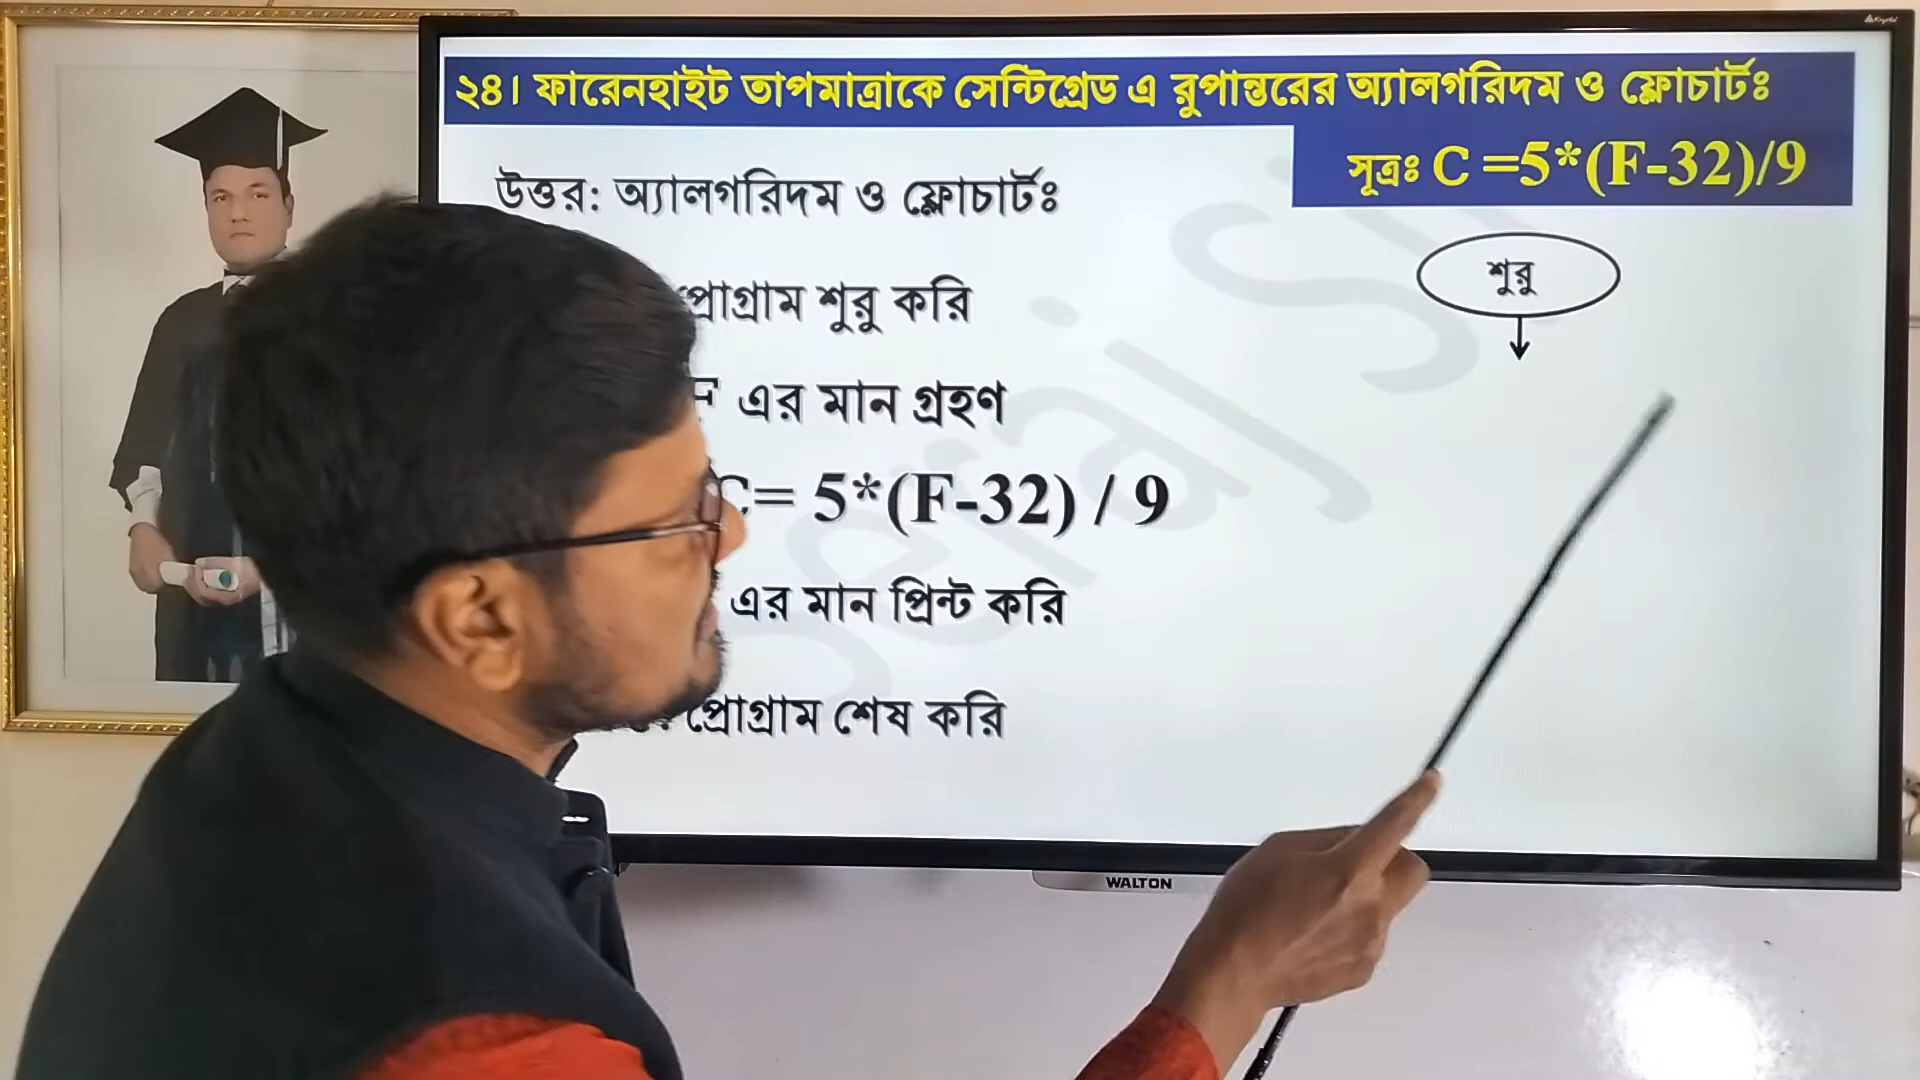 ২৪। ফারেনহাইট তাপমাত্রাকে সেন্টিগ্রেড এ রুপান্তরের অ্যালগরিদম ও ফ্লোচার্টঃ
সূত্রঃ C =5*(F-32)/9
উত্তর: অ্যালগরিদম ও ফ্লোচার্টঃ
শুরু
প্রোগ্রাম শুরু করি
F এর মান গ্রহণ
C= 5*(F-32) / 9
এর মান প্রিন্ট করি
প্রোগ্রাম শেষ করি
WALTON